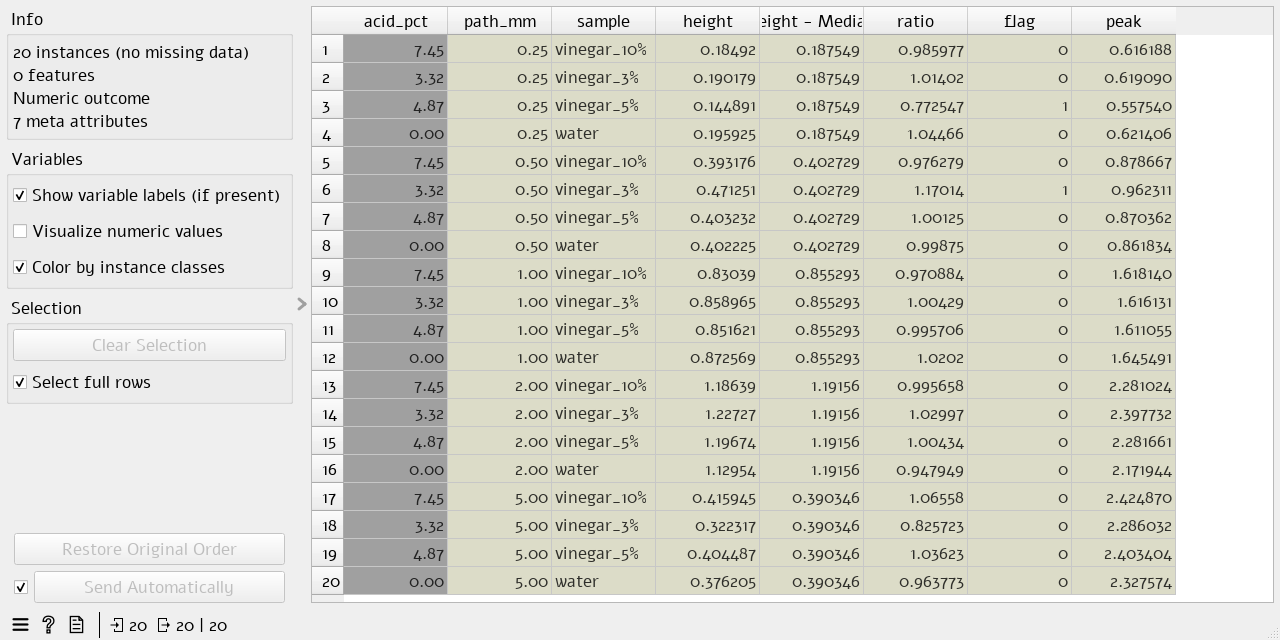 Info
20 instances (no missing data)
0 features
Numeric outcome
7 meta attributes
Variables
Show variable labels (if present)
Visualize numeric values
Color by instance classes
Selection
Clear Selection
Select full rows
Restore Original Order
Send Automatically
20 20 | 20
acid_pct path_mm sample height eight - Media ratio flag peak
1 7.45 0.25 vinegar_10% 0.18492 0.187549 0.985977 0 0.616188
2 3.32 0.25 vinegar_3% 0.190179 0.187549 1.01402 0 0.619090
3 4.87 0.25 vinegar_5% 0.144891 0.187549 0.772547 1 0.557540
4 0.00 0.25 water 0.195925 0.187549 1.04466 0 0.621406
5 7.45 0.50 vinegar_10% 0.393176 0.402729 0.976279 0 0.878667
6 3.32 0.50 vinegar_3% 0.471251 0.402729 1.17014 1 0.962311
7 4.87 0.50 vinegar_5% 0.403232 0.402729 1.00125 0 0.870362
8 0.00 0.50 water 0.402225 0.402729 0.99875 0 0.861834
9 7.45 1.00 vinegar_10% 0.83039 0.855293 0.970884 0 1.618140
10 3.32 1.00 vinegar_3% 0.858965 0.855293 1.00429 0 1.616131
11 4.87 1.00 vinegar_5% 0.851621 0.855293 0.995706 0 1.611055
12 0.00 1.00 water 0.872569 0.855293 1.0202 0 1.645491
13 7.45 2.00 vinegar_10% 1.18639 1.19156 0.995658 0 2.281024
14 3.32 2.00 vinegar_3% 1.22727 1.19156 1.02997 0 2.397732
15 4.87 2.00 vinegar_5% 1.19674 1.19156 1.00434 0 2.281661
16 0.00 2.00 water 1.12954 1.19156 0.947949 0 2.171944
17 7.45 5.00 vinegar_10% 0.415945 0.390346 1.06558 0 2.424870
18 3.32 5.00 vinegar_3% 0.322317 0.390346 0.825723 0 2.286032
19 4.87 5.00 vinegar_5% 0.404487 0.390346 1.03623 0 2.403404
20 0.00 5.00 water 0.376205 0.390346 0.963773 0 2.327574